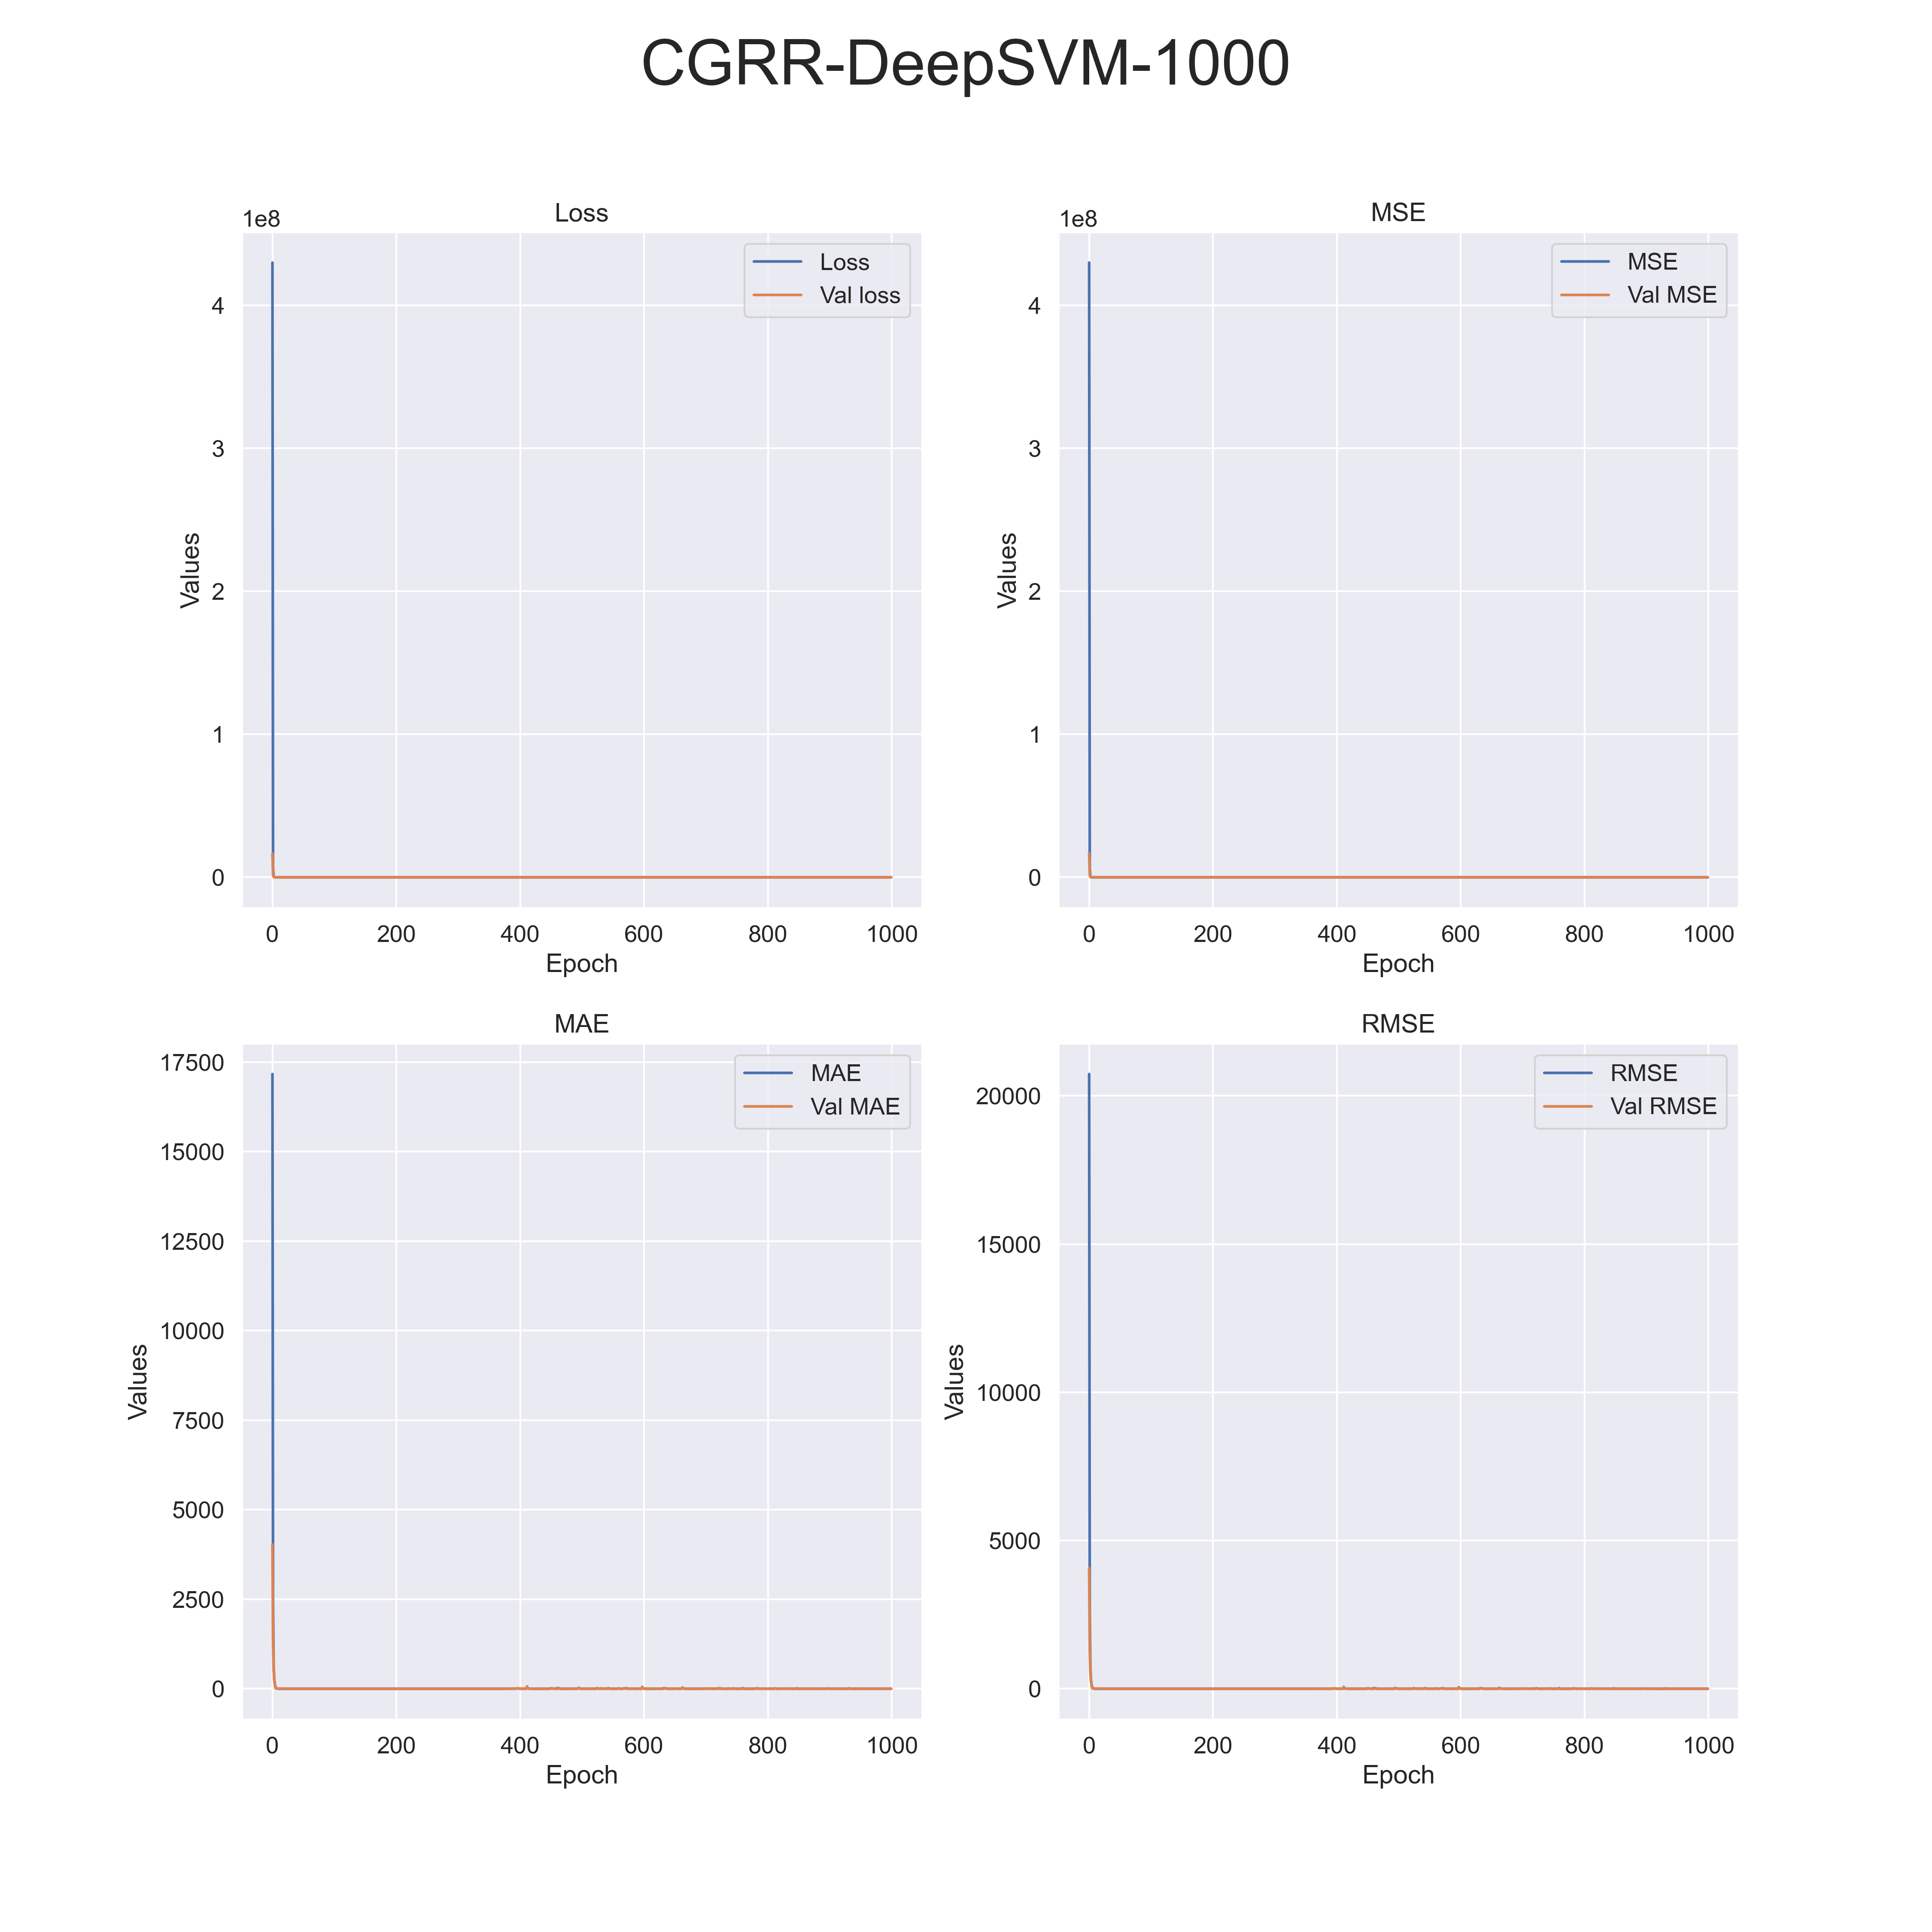 CGRR-DeepSVM-1000
Loss
1e8
Loss
Val loss
4
3
2
1
0
Values
0 200 400 600 800 1000
Epoch
MSE
1e8
MSE
Val MSE
4
3
2
1
0
Values
0 200 400 600 800 1000
Epoch
MAE
MAE
Val MAE
17500
15000
12500
10000
7500
5000
2500
0
Values
0 200 400 600 800 1000
Epoch
RMSE
RMSE
Val RMSE
20000
15000
10000
5000
0
Values
0 200 400 600 800 1000
Epoch